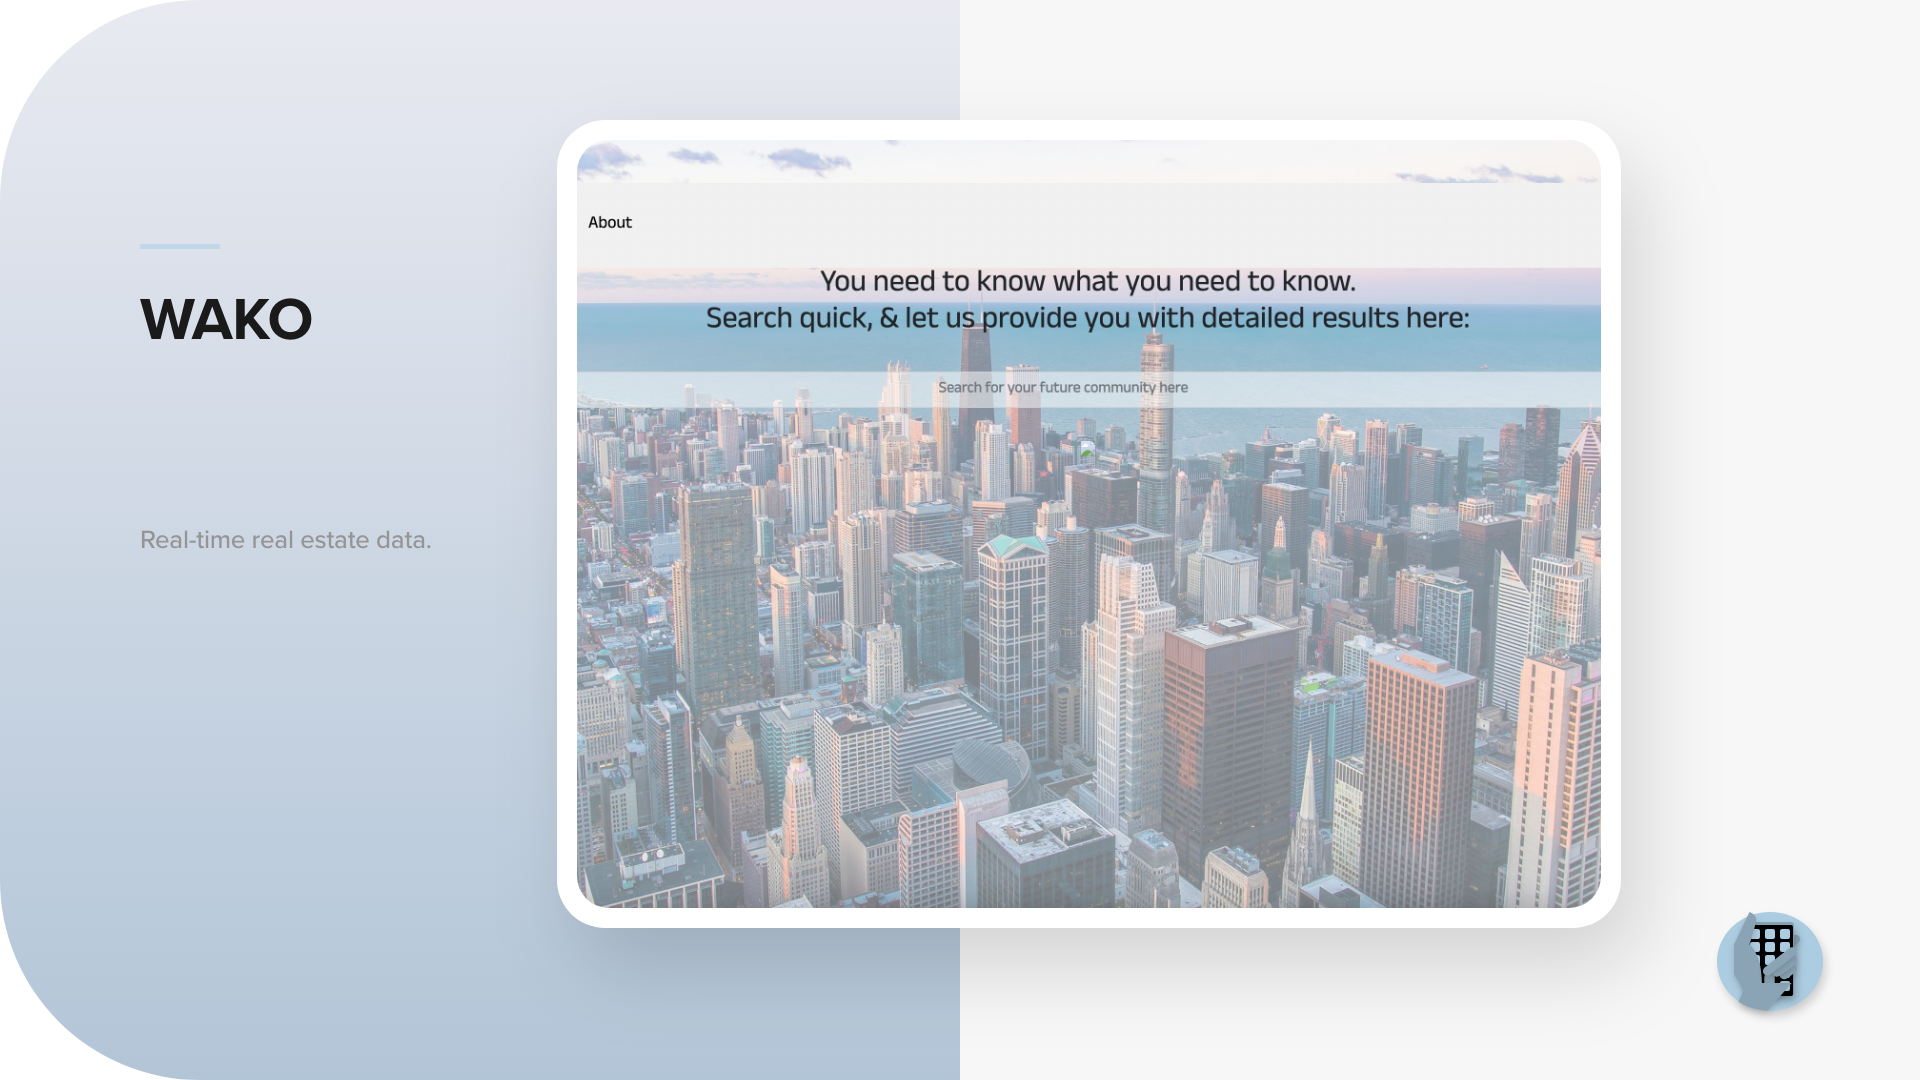 WAKO
Real-time real estate data.
About
You need to know what you need to know.
Search quick, & let us provide you with detailed results here:
Search for your future community here